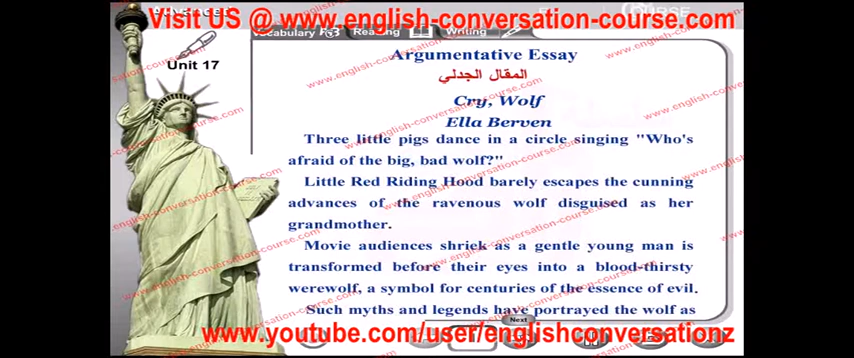 Visit US @ www.english-conversation-course.com
Vocabulary Reading Writing
Unit 17
Argumentative Essay
المقال الجدلي
Cry, Wolf
Ella Berven
Three little pigs dance in a circle singing "Who's
afraid of the big, bad wolf?"
Little Red Riding Hood barely escapes the cunning
advances of the ravenous wolf disguised as her
grandmother.
Movie audiences shriek as a gentle young man is
transformed before their eyes into a blood-thirsty
werewolf, a symbol for centuries of the essence of evil.
Such myths and legends have portrayed the wolf as
Next
www.youtube.com/user/englishconversationz